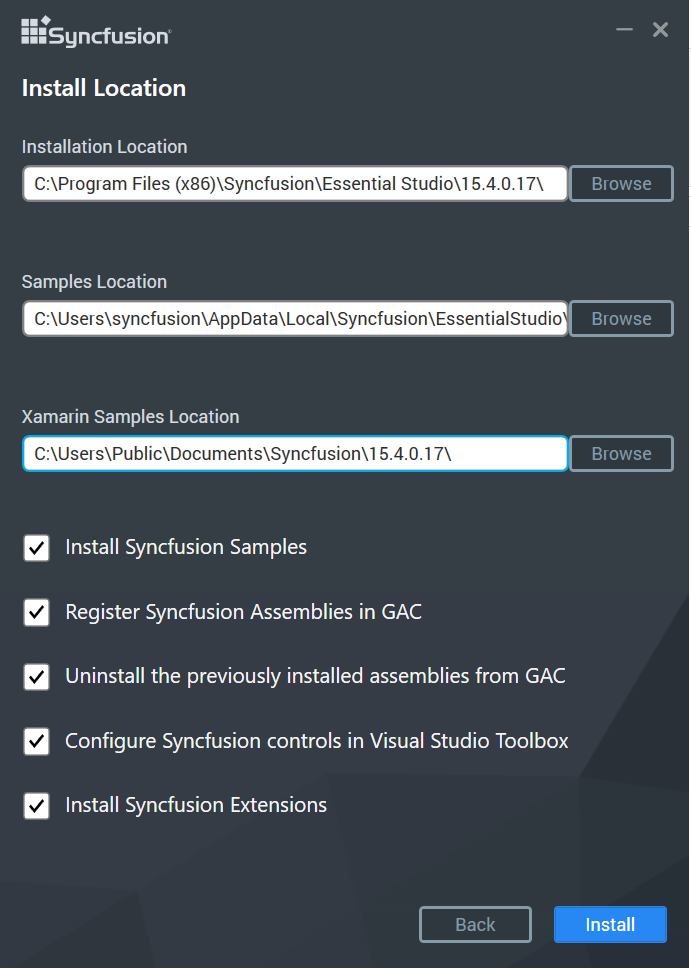 Syncfusion
Install Location
Installation Location
C:\Program Files (x86)\Syncfusion\Essential Studio\15.4.0.17\
Browse
Samples Location
C:\Users\syncfusion\AppData\Local\Syncfusion\EssentialStudio\
Browse
Xamarin Samples Location
C:\Users\Public\Documents\Syncfusion\15.4.0.17\
Browse
Install Syncfusion Samples
Register Syncfusion Assemblies in GAC
Uninstall the previously installed assemblies from GAC
Configure Syncfusion controls in Visual Studio Toolbox
Install Syncfusion Extensions
Back
Install